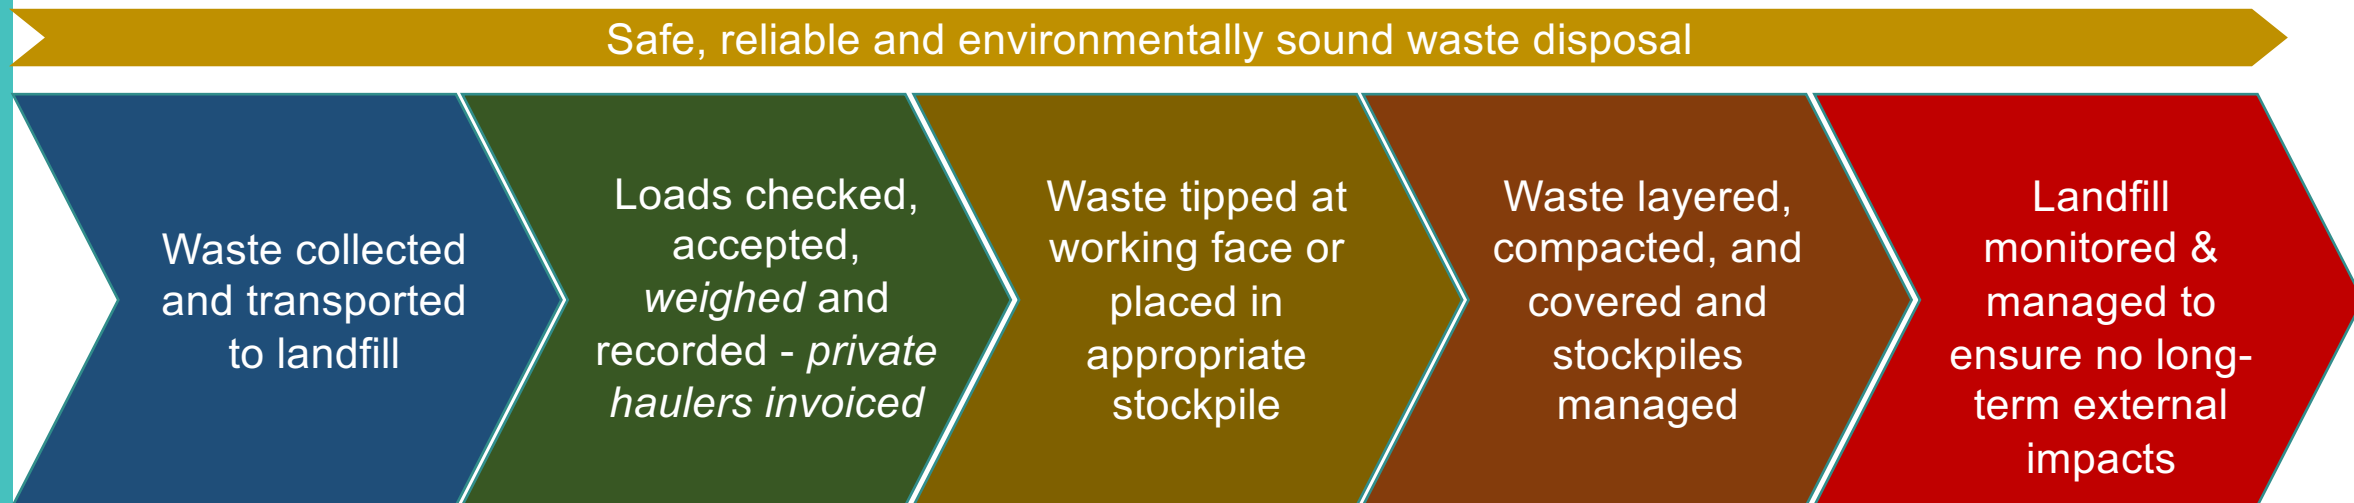 Safe, reliable and environmentally sound waste disposal
Waste collected
and transported
to landfill
Loads checked,
accepted,
weighed and
recorded - private
haulers invoiced
Waste tipped at
working face or
placed in
appropriate
stockpile
Waste layered,
compacted, and
covered and
stockpiles
managed
Landfill
monitored &
managed to
ensure no long-
term external
impacts